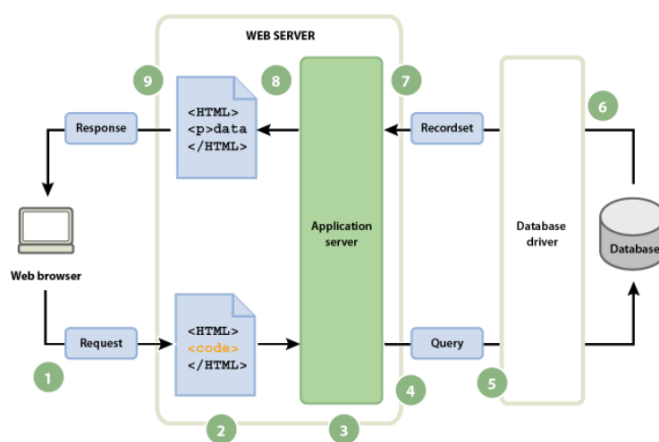 WEB SERVER
9
8
7
6
<HTML>
<p>data
</HTML>
Response
Recordset
Application
server
Database
driver
Database
Web browser
<HTML>
<code>
</HTML>
Request
Query
1
2
3
4
5